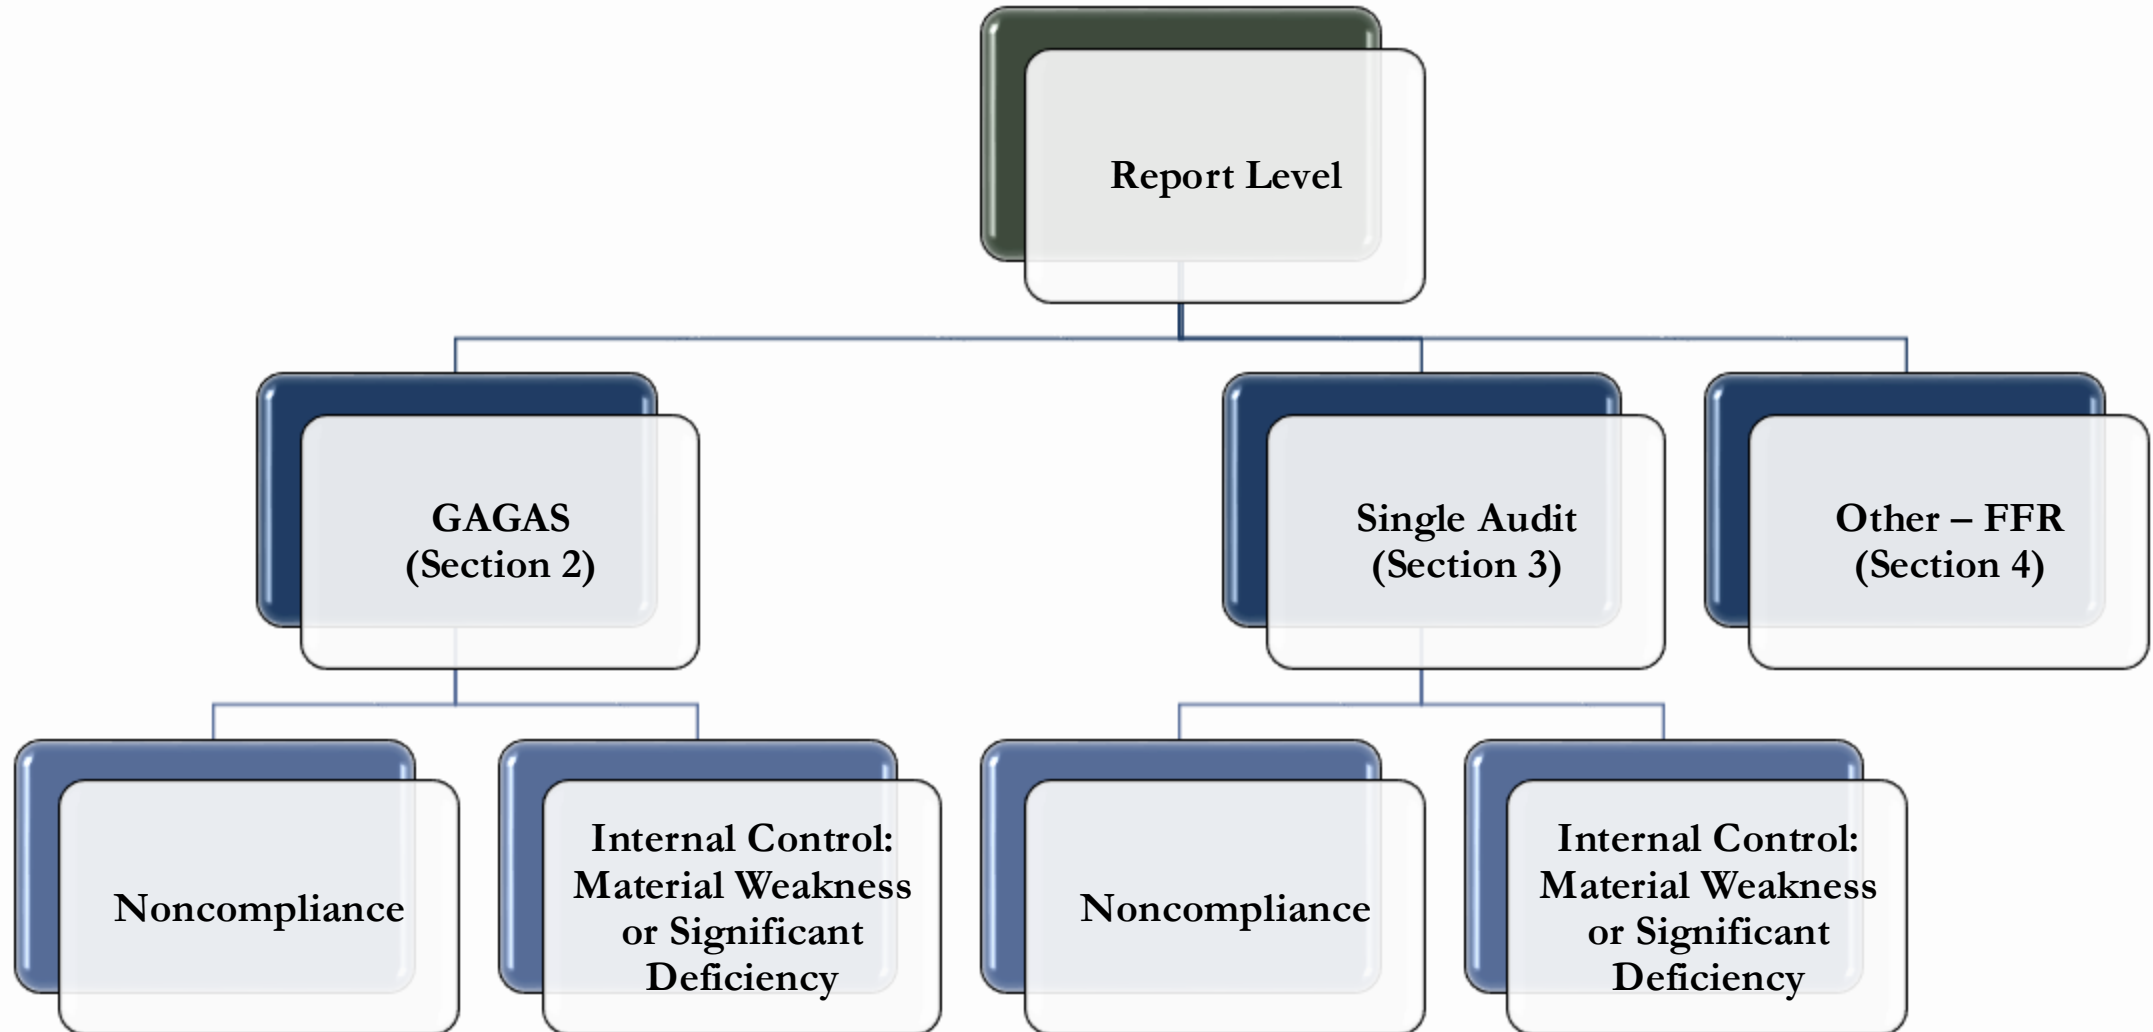 Report Level
GAGAS
(Section 2)
Single Audit
(Section 3)
Other – FFR
(Section 4)
Noncompliance
Internal Control:
Material Weakness
or Significant
Deficiency
Noncompliance
Internal Control:
Material Weakness
or Significant
Deficiency